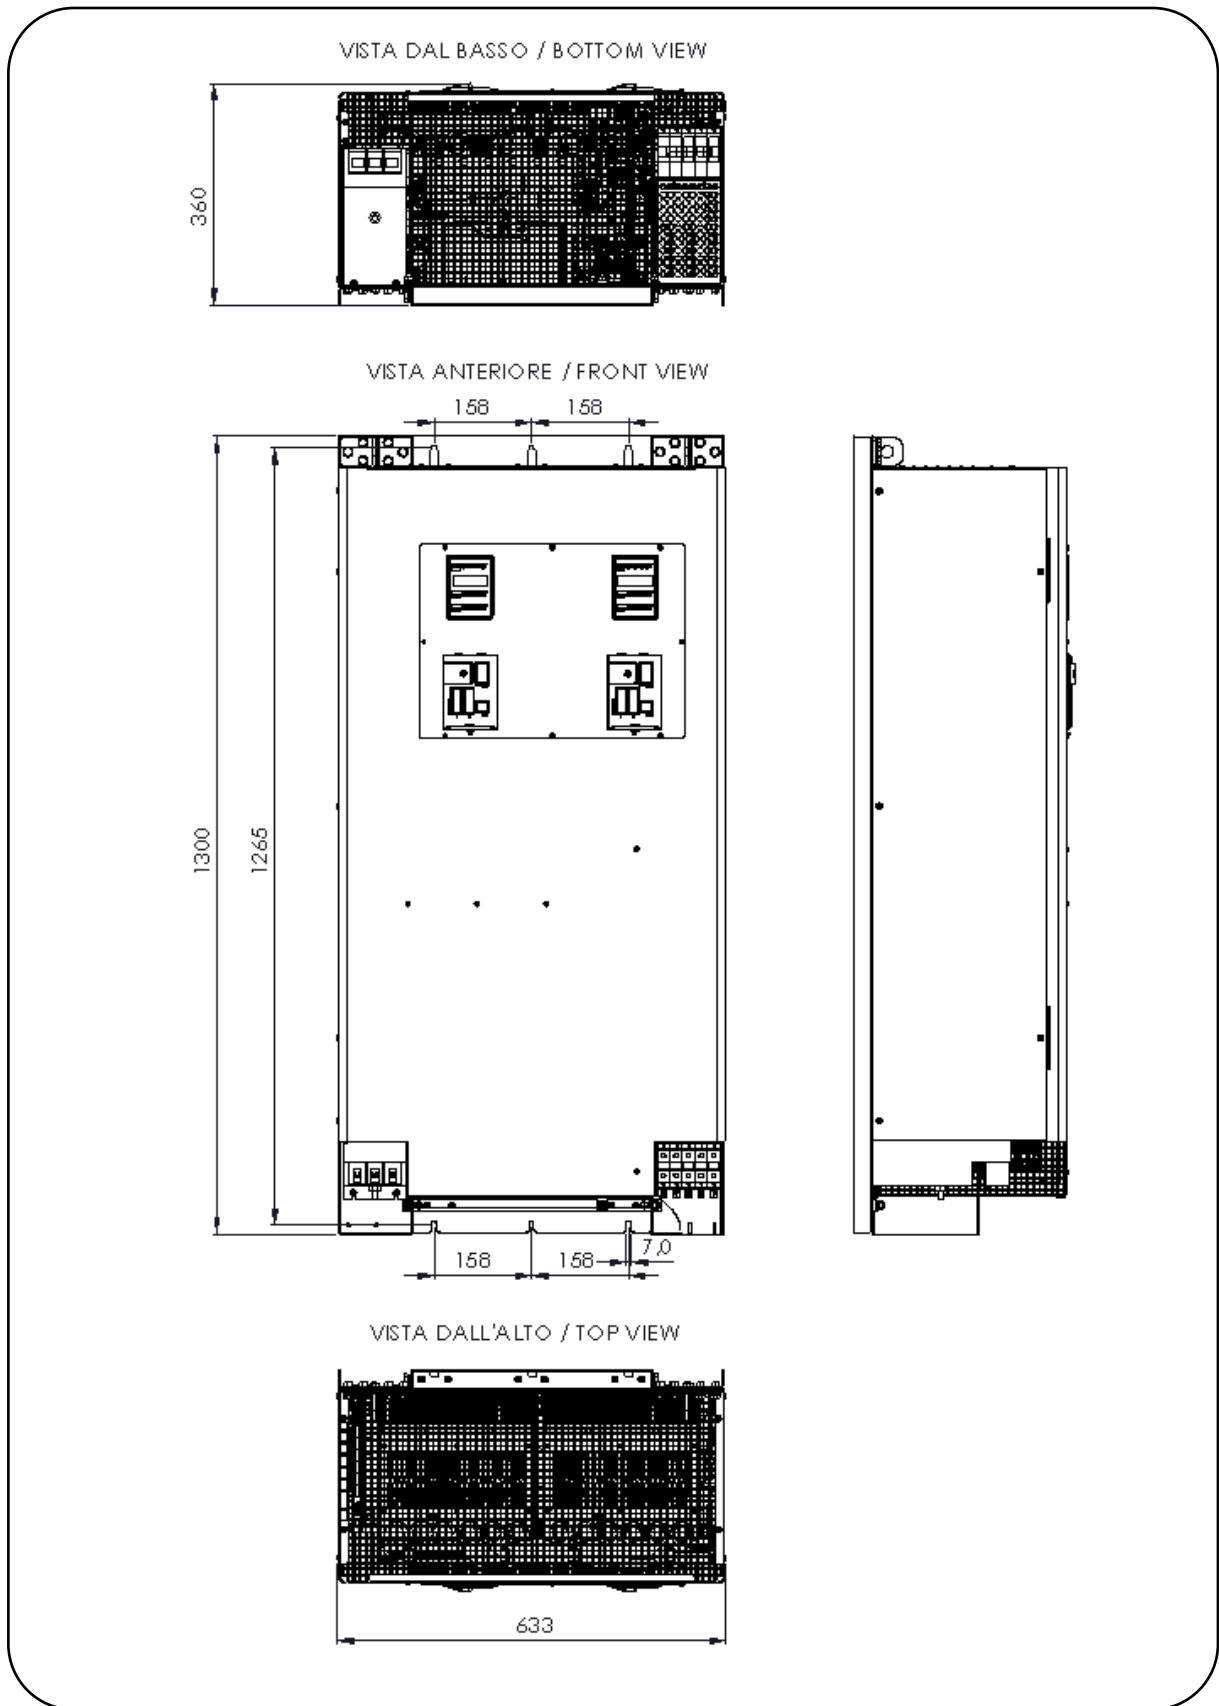 VISTA DAL BASSO / BOTTOM VIEW
360
VISTA ANTERIORE / FRONT VIEW
158 158
1300
1265
7,0
158 158
VISTA DALL'ALTO / TOP VIEW
633